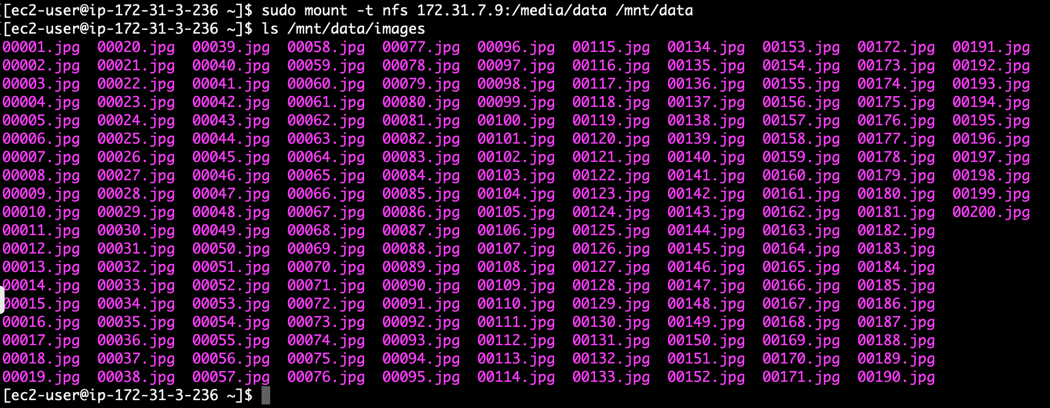 [ec2-user@ip-172-31-3-236 ~]$ sudo mount -t nfs 172.31.7.9:/media/data /mnt/data
[ec2-user@ip-172-31-3-236 ~]$ ls /mnt/data/images
00001.jpg 00020.jpg 00039.jpg 00058.jpg 00077.jpg 00096.jpg 00115.jpg 00134.jpg 00153.jpg 00172.jpg 00191.jpg
00002.jpg 00021.jpg 00040.jpg 00059.jpg 00078.jpg 00097.jpg 00116.jpg 00135.jpg 00154.jpg 00173.jpg 00192.jpg
00003.jpg 00022.jpg 00041.jpg 00060.jpg 00079.jpg 00098.jpg 00117.jpg 00136.jpg 00155.jpg 00174.jpg 00193.jpg
00004.jpg 00023.jpg 00042.jpg 00061.jpg 00080.jpg 00099.jpg 00118.jpg 00137.jpg 00156.jpg 00175.jpg 00194.jpg
00005.jpg 00024.jpg 00043.jpg 00062.jpg 00081.jpg 00100.jpg 00119.jpg 00138.jpg 00157.jpg 00176.jpg 00195.jpg
00006.jpg 00025.jpg 00044.jpg 00063.jpg 00082.jpg 00101.jpg 00120.jpg 00139.jpg 00158.jpg 00177.jpg 00196.jpg
00007.jpg 00026.jpg 00045.jpg 00064.jpg 00083.jpg 00102.jpg 00121.jpg 00140.jpg 00159.jpg 00178.jpg 00197.jpg
00008.jpg 00027.jpg 00046.jpg 00065.jpg 00084.jpg 00103.jpg 00122.jpg 00141.jpg 00160.jpg 00179.jpg 00198.jpg
00009.jpg 00028.jpg 00047.jpg 00066.jpg 00085.jpg 00104.jpg 00123.jpg 00142.jpg 00161.jpg 00180.jpg 00199.jpg
00010.jpg 00029.jpg 00048.jpg 00067.jpg 00086.jpg 00105.jpg 00124.jpg 00143.jpg 00162.jpg 00181.jpg 00200.jpg
00011.jpg 00030.jpg 00049.jpg 00068.jpg 00087.jpg 00106.jpg 00125.jpg 00144.jpg 00163.jpg 00182.jpg
00012.jpg 00031.jpg 00050.jpg 00069.jpg 00088.jpg 00107.jpg 00126.jpg 00145.jpg 00164.jpg 00183.jpg
00013.jpg 00032.jpg 00051.jpg 00070.jpg 00089.jpg 00108.jpg 00127.jpg 00146.jpg 00165.jpg 00184.jpg
00014.jpg 00033.jpg 00052.jpg 00071.jpg 00090.jpg 00109.jpg 00128.jpg 00147.jpg 00166.jpg 00185.jpg
00015.jpg 00034.jpg 00053.jpg 00072.jpg 00091.jpg 00110.jpg 00129.jpg 00148.jpg 00167.jpg 00186.jpg
00016.jpg 00035.jpg 00054.jpg 00073.jpg 00092.jpg 00111.jpg 00130.jpg 00149.jpg 00168.jpg 00187.jpg
00017.jpg 00036.jpg 00055.jpg 00074.jpg 00093.jpg 00112.jpg 00131.jpg 00150.jpg 00169.jpg 00188.jpg
00018.jpg 00037.jpg 00056.jpg 00075.jpg 00094.jpg 00113.jpg 00132.jpg 00151.jpg 00170.jpg 00189.jpg
00019.jpg 00038.jpg 00057.jpg 00076.jpg 00095.jpg 00114.jpg 00133.jpg 00152.jpg 00171.jpg 00190.jpg
[ec2-user@ip-172-31-3-236 ~]$